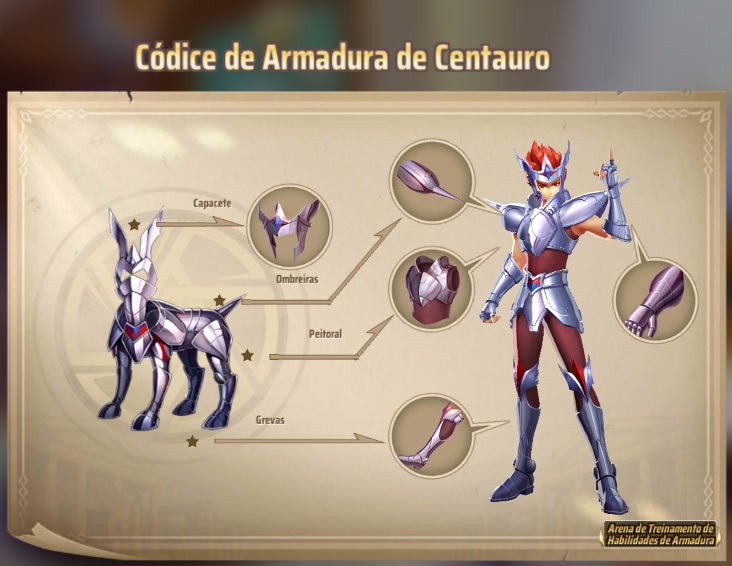 Códice de Armadura de Centauro
Capacete
Ombreiras
Peitoral
Grevas
Arena de Treinamento de
Habilidades de Armadura